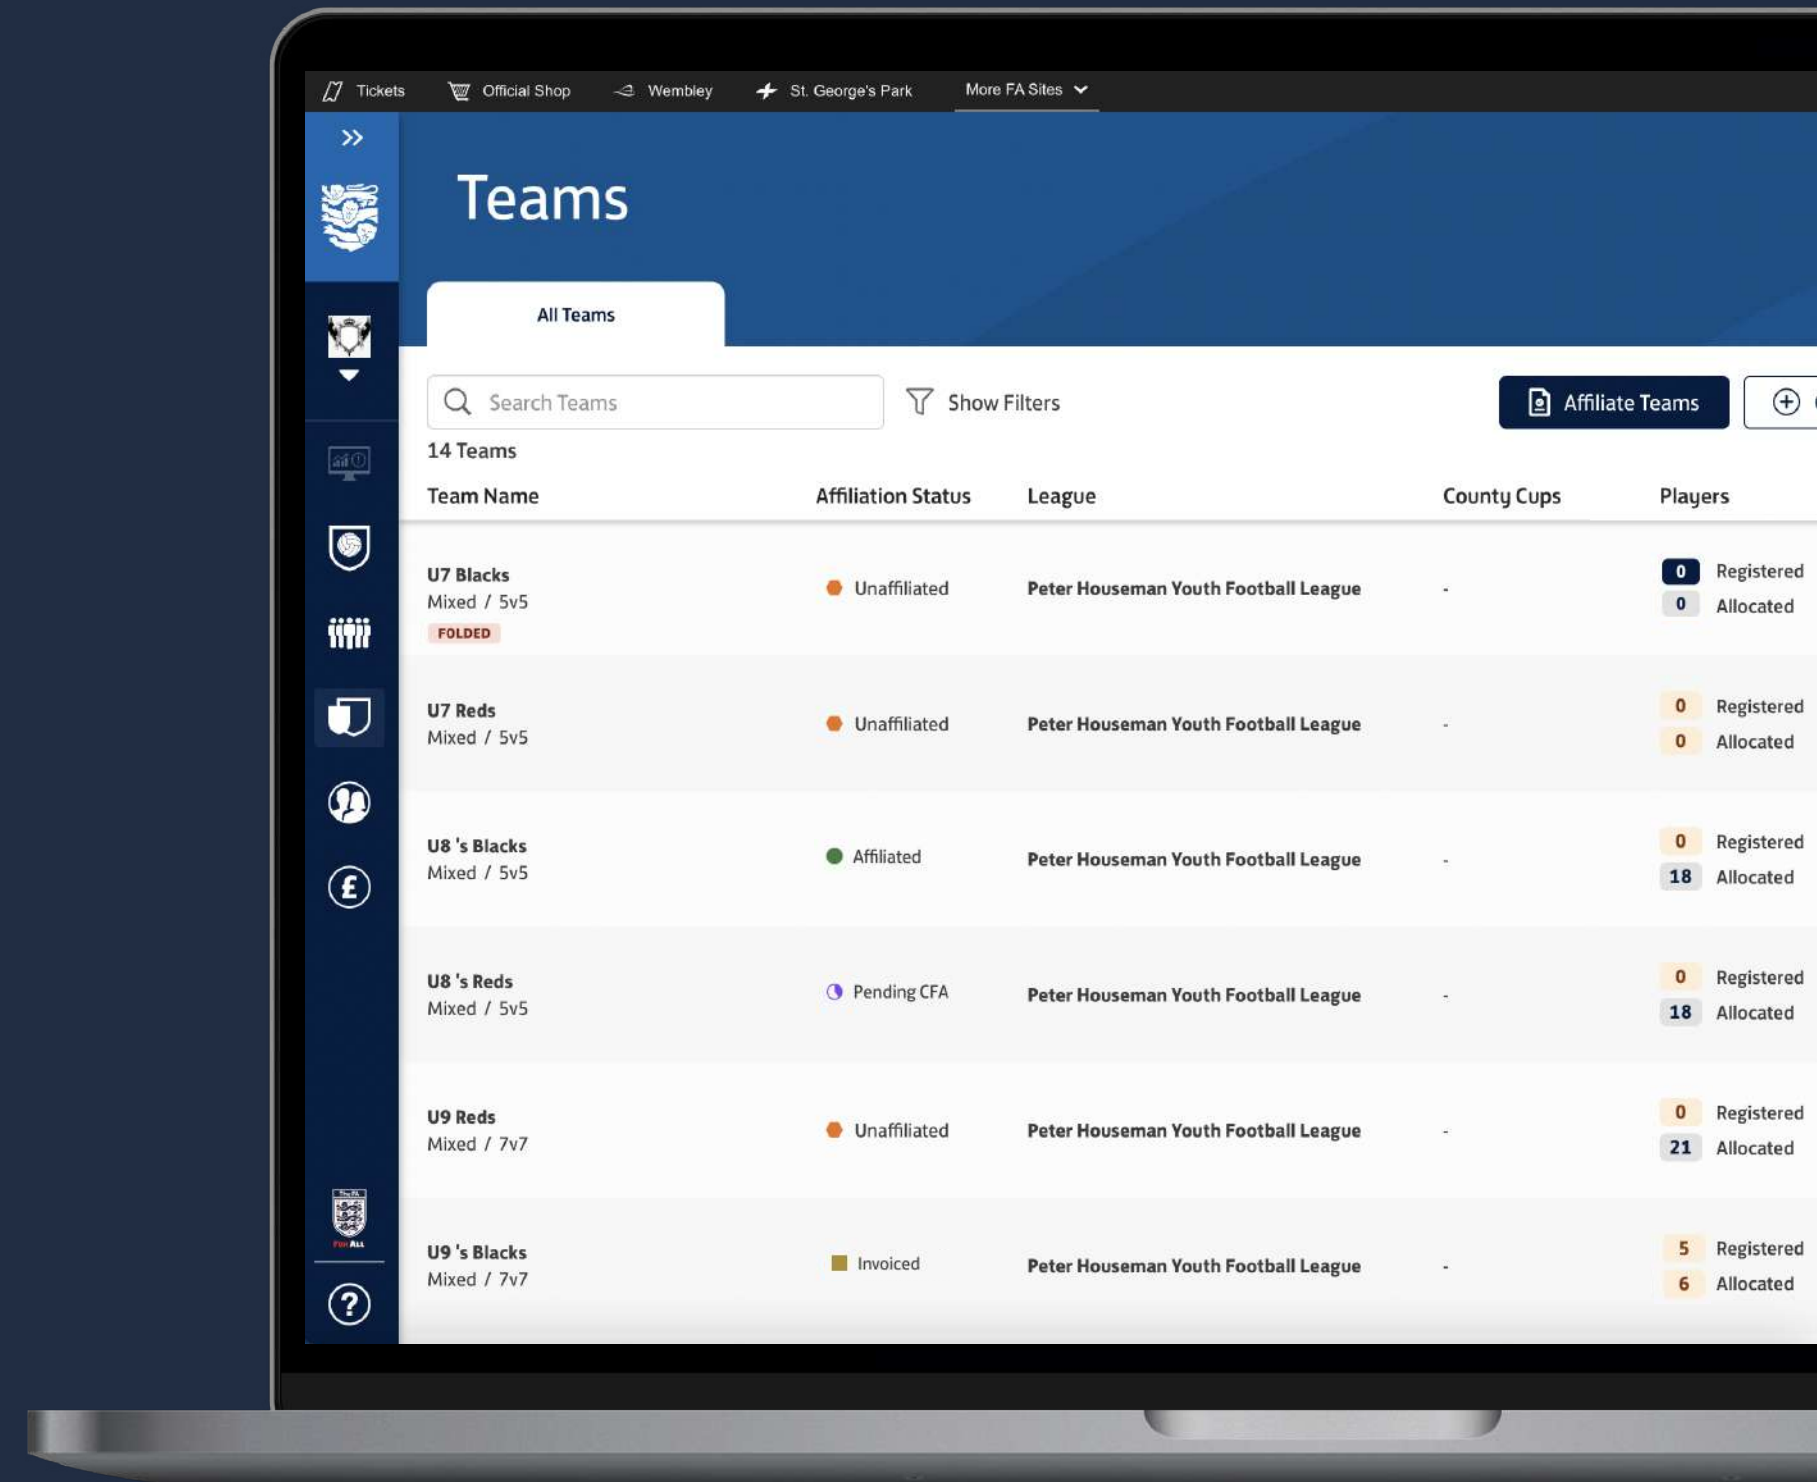 Tickets Official Shop Wembley St. George's Park More FA Sites
Teams
All Teams
Search Teams Show Filters Affiliate Teams
14 Teams
Team Name Affiliation Status League County Cups Players
U7 Blacks
Mixed / 5v5
FOLDED
Unaffiliated Peter Houseman Youth Football League -
0 Registered
0 Allocated
U7 Reds
Mixed / 5v5
Unaffiliated Peter Houseman Youth Football League -
0 Registered
0 Allocated
U8 's Blacks
Mixed / 5v5
Affiliated Peter Houseman Youth Football League -
0 Registered
18 Allocated
U8 's Reds
Mixed / 5v5
Pending CFA Peter Houseman Youth Football League -
0 Registered
18 Allocated
U9 Reds
Mixed / 7v7
Unaffiliated Peter Houseman Youth Football League -
0 Registered
21 Allocated
U9 's Blacks
Mixed / 7v7
Invoiced Peter Houseman Youth Football League -
5 Registered
6 Allocated
£
The FA
FOR ALL
?